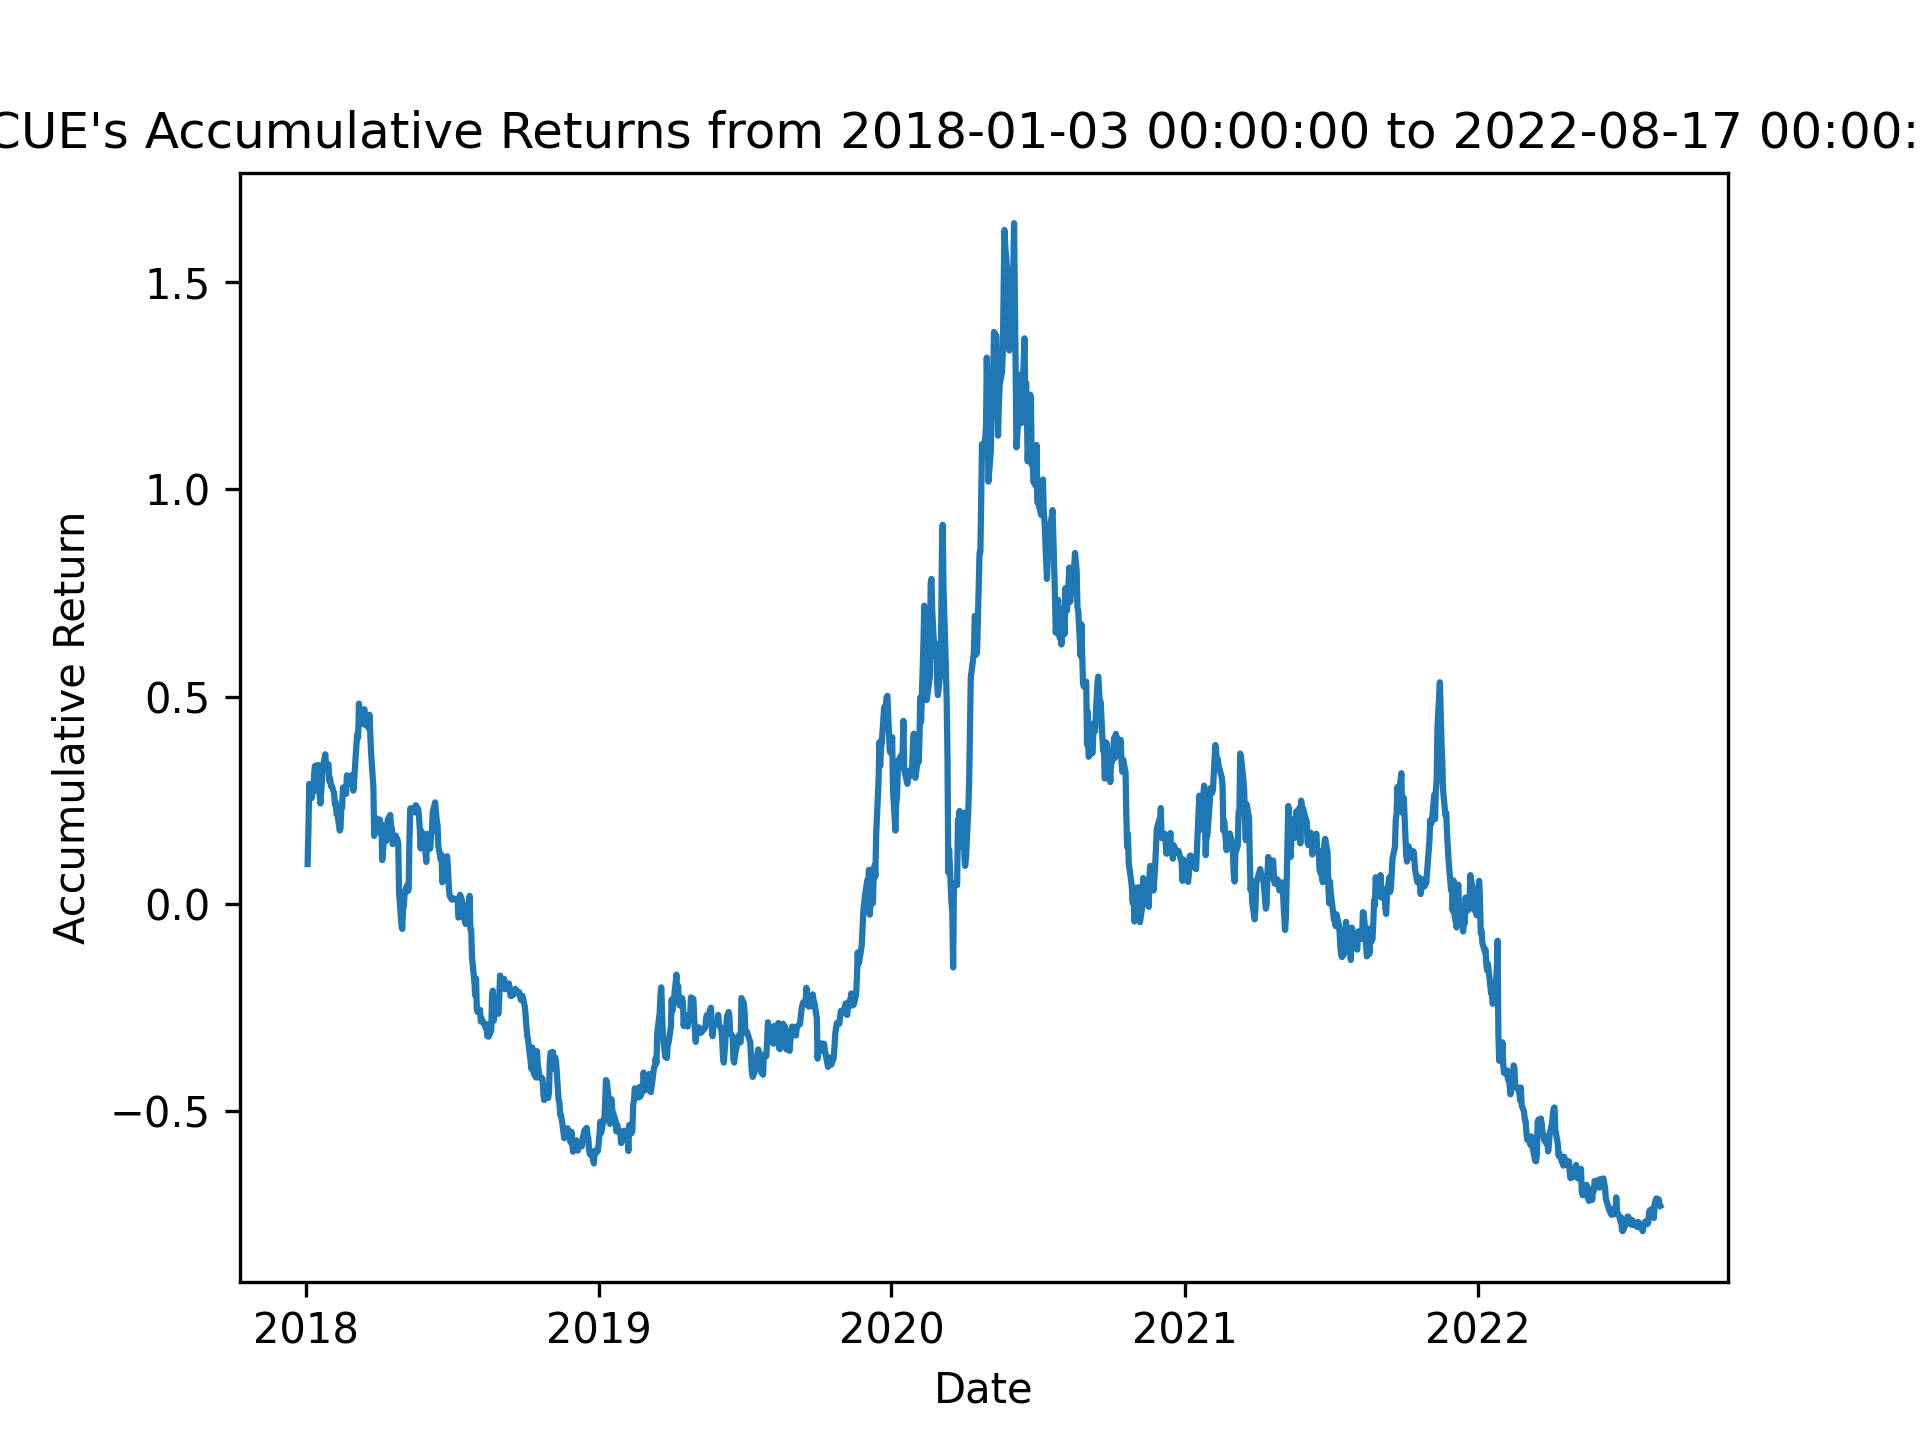 CUE's Accumulative Returns from 2018-01-03 00:00:00 to 2022-08-17 00:00:
1.5
1.0
0.5
0.0
−0.5
Accumulative Return
2018 2019 2020 2021 2022
Date